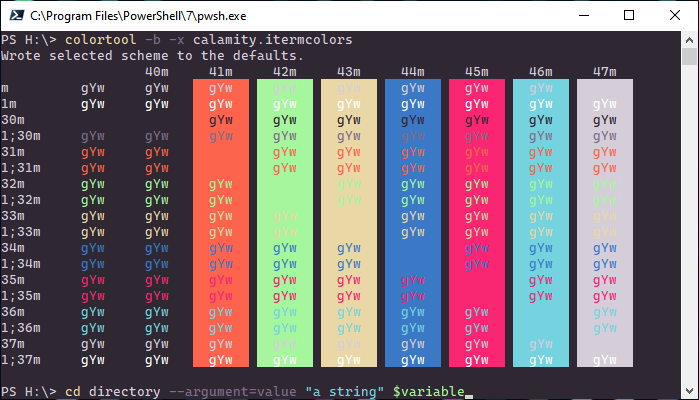 C:\Program Files\PowerShell\7\pwsh.exe
PS H:\> colortool -b -x calamity.itermcolors
Wrote selected scheme to the defaults.
40m 41m 42m 43m 44m 45m 46m 47m
m gYw gYw gYw gYw gYw gYw gYw gYw
1m gYw gYw gYw gYw gYw gYw gYw gYw gYw
30m gYw gYw gYw gYw gYw gYw gYw
1;30m gYw gYw gYw gYw gYw gYw gYw gYw gYw
31m gYw gYw gYw gYw gYw gYw gYw gYw
1;31m gYw gYw gYw gYw gYw gYw gYw gYw
32m gYw gYw gYw gYw gYw gYw gYw gYw
1;32m gYw gYw gYw gYw gYw gYw gYw gYw
33m gYw gYw gYw gYw gYw gYw gYw gYw
1;33m gYw gYw gYw gYw gYw gYw gYw gYw
34m gYw gYw gYw gYw gYw gYw gYw gYw
1;34m gYw gYw gYw gYw gYw gYw gYw gYw
35m gYw gYw gYw gYw gYw gYw gYw gYw
1;35m gYw gYw gYw gYw gYw gYw gYw gYw
36m gYw gYw gYw gYw gYw gYw gYw gYw
1;36m gYw gYw gYw gYw gYw gYw gYw gYw
37m gYw gYw gYw gYw gYw gYw gYw gYw
1;37m gYw gYw gYw gYw gYw gYw gYw gYw gYw
PS H:\> cd directory --argument=value "a string" $variable